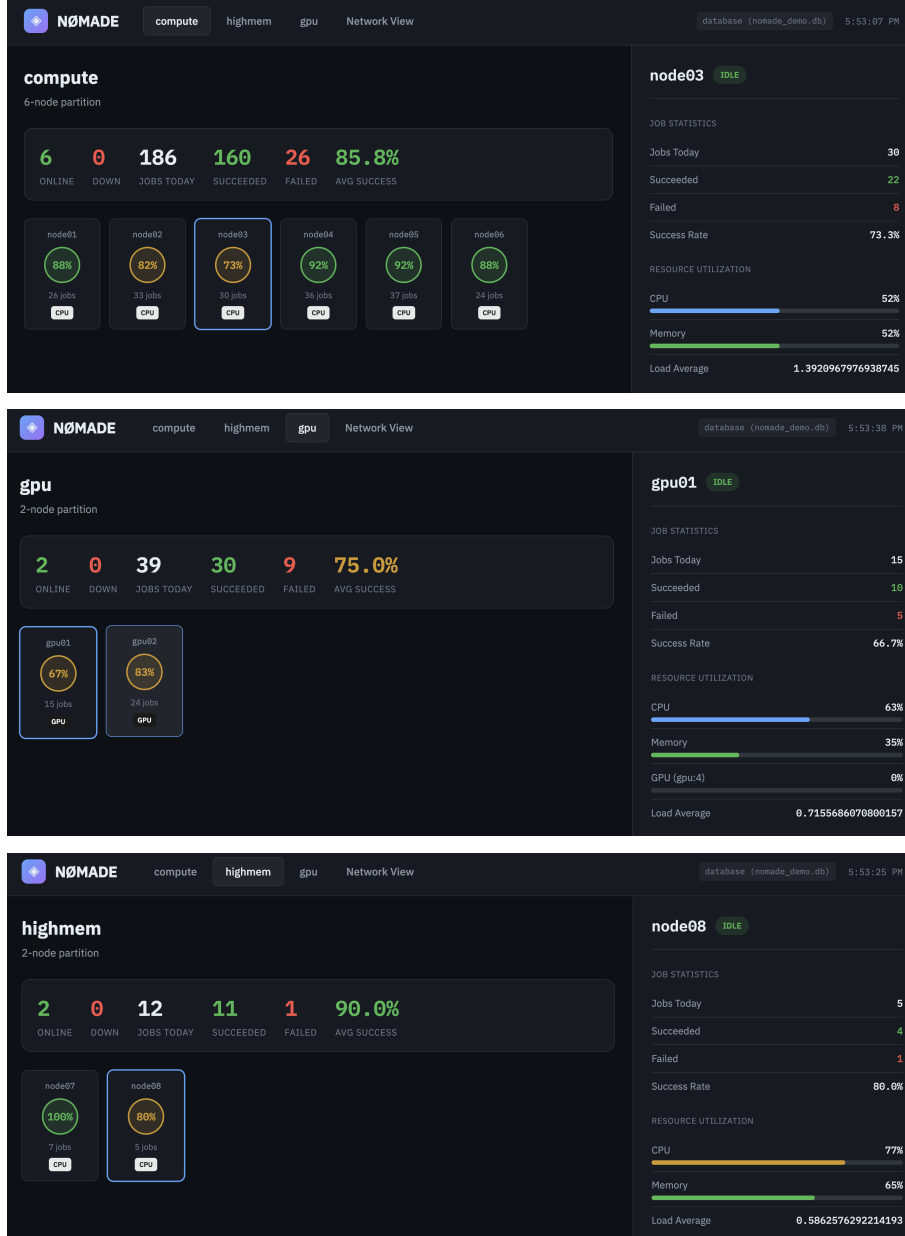 NØMADE compute highmem gpu Network View database (nomade_demo.db) 5:53:07 PM
compute
6-node partition
6 0 186 160 26 85.8%
ONLINE DOWN JOBS TODAY SUCCEEDED FAILED AVG SUCCESS
node01 node02 node03 node04 node05 node06
88% 82% 73% 92% 92% 88%
26 jobs 33 jobs 30 jobs 36 jobs 37 jobs 24 jobs
CPU CPU CPU CPU CPU CPU
node03 IDLE
JOB STATISTICS
Jobs Today 30
Succeeded 22
Failed 8
Success Rate 73.3%
RESOURCE UTILIZATION
CPU 52%
Memory 52%
Load Average 1.3920967976938745
NØMADE compute highmem gpu Network View database (nomade_demo.db) 5:53:38 PM
gpu
2-node partition
2 0 39 30 9 75.0%
ONLINE DOWN JOBS TODAY SUCCEEDED FAILED AVG SUCCESS
gpu01 gpu02
67% 83%
15 jobs 24 jobs
GPU GPU
gpu01 IDLE
JOB STATISTICS
Jobs Today 15
Succeeded 10
Failed 5
Success Rate 66.7%
RESOURCE UTILIZATION
CPU 63%
Memory 35%
GPU (gpu:4) 0%
Load Average 0.7155686070800157
NØMADE compute highmem gpu Network View database (nomade_demo.db) 5:53:25 PM
highmem
2-node partition
2 0 12 11 1 90.0%
ONLINE DOWN JOBS TODAY SUCCEEDED FAILED AVG SUCCESS
node07 node08
100% 80%
7 jobs 5 jobs
CPU CPU
node08 IDLE
JOB STATISTICS
Jobs Today 5
Succeeded 4
Failed 1
Success Rate 80.0%
RESOURCE UTILIZATION
CPU 77%
Memory 65%
Load Average 0.5862576292214193